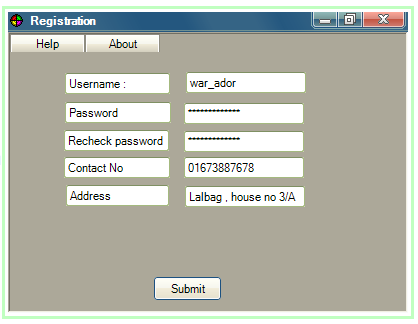 Registration
Help About
Username : war_ador
Password *************
Recheck password *************
Contact No 01673887678
Address Lalbag , house no 3/A
Submit